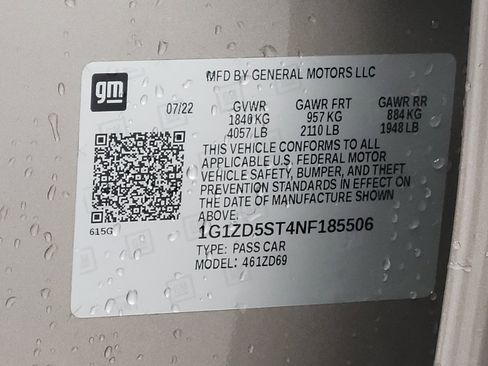 gm
MFD BY GENERAL MOTORS LLC
07/22 GVWR GAWR FRT GAWR RR
1840 KG 957 KG 884 KG
4057 LB 2110 LB 1948 LB
THIS VEHICLE CONFORMS TO ALL
APPLICABLE U.S. FEDERAL MOTOR
VEHICLE SAFETY, BUMPER, AND THEFT
PREVENTION STANDARDS IN EFFECT ON
THE DATE OF MANUFACTURE SHOWN ABOVE.
615G
1G1ZD5ST4NF185506
TYPE: PASS CAR
MODEL: 461ZD69